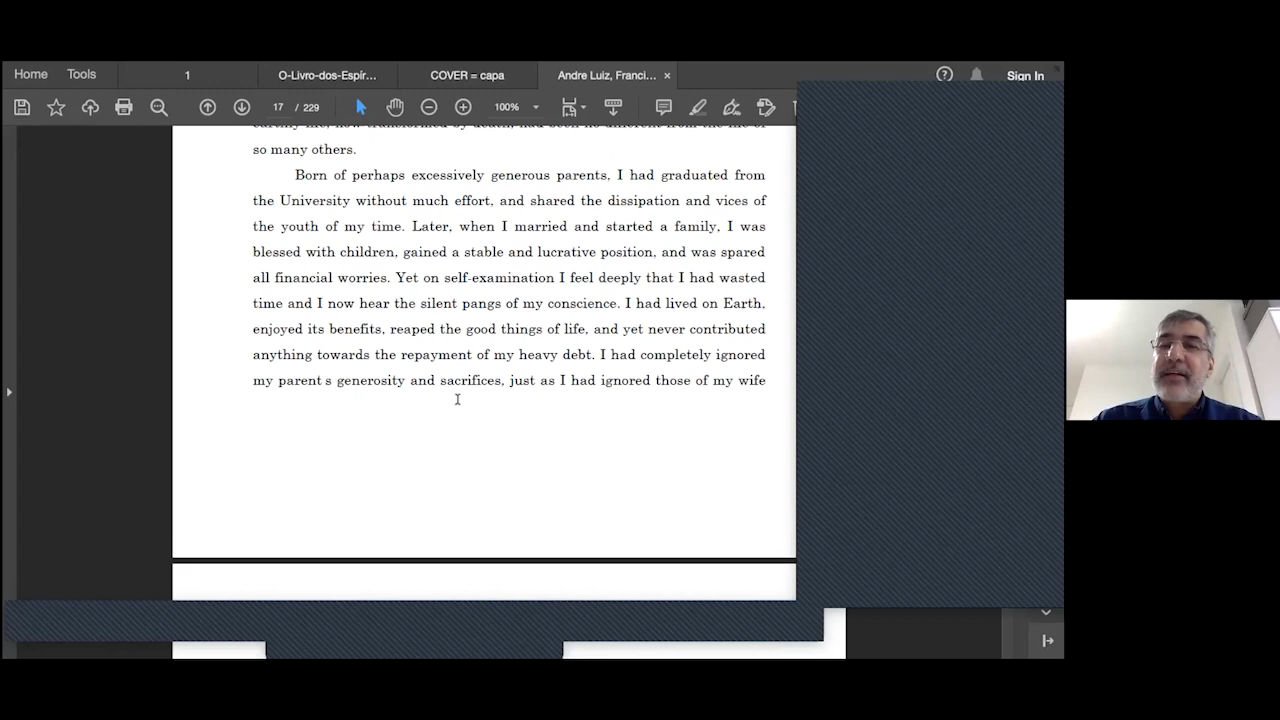 Home Tools 1 O-Livro-dos-Espír... COVER = capa Andre Luiz, Franci... × Sign In
17 / 229 100%
so many others.
Born of perhaps excessively generous parents, I had graduated from
the University without much effort, and shared the dissipation and vices of
the youth of my time. Later, when I married and started a family, I was
blessed with children, gained a stable and lucrative position, and was spared
all financial worries. Yet on self-examination I feel deeply that I had wasted
time and I now hear the silent pangs of my conscience. I had lived on Earth,
enjoyed its benefits, reaped the good things of life, and yet never contributed
anything towards the repayment of my heavy debt. I had completely ignored
my parent s generosity and sacrifices, just as I had ignored those of my wife